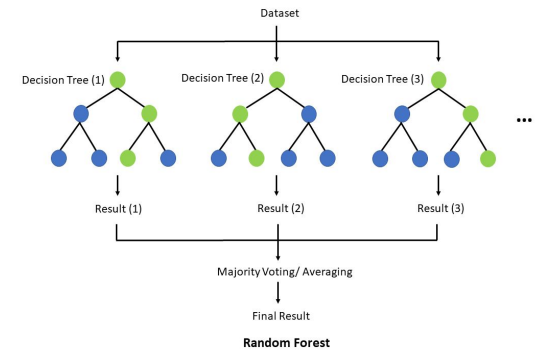 Dataset
Decision Tree (1)
Decision Tree (2)
Decision Tree (3)
...
Result (1)
Result (2)
Result (3)
Majority Voting/ Averaging
Final Result
Random Forest